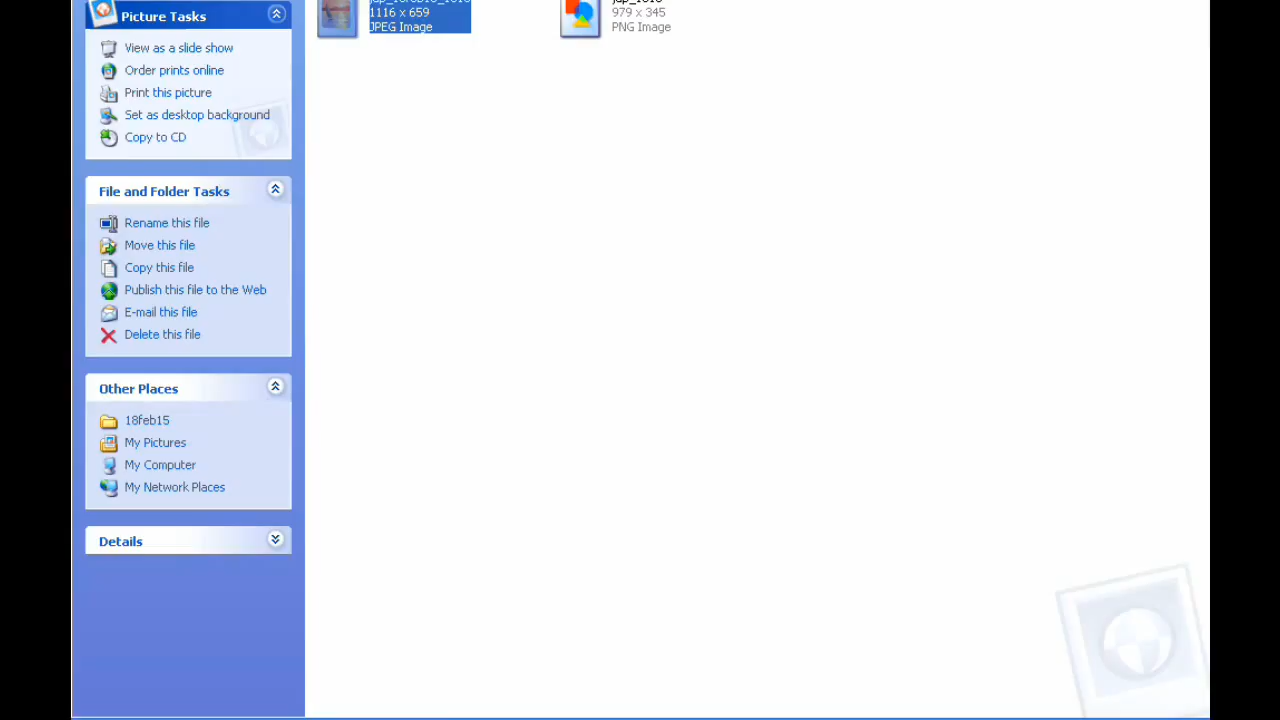 Picture Tasks
View as a slide show
Order prints online
Print this picture
Set as desktop background
Copy to CD
File and Folder Tasks
Rename this file
Move this file
Copy this file
Publish this file to the Web
E-mail this file
Delete this file
Other Places
18feb15
My Pictures
My Computer
My Network Places
Details
1116 x 659
JPEG Image
979 x 345
PNG Image